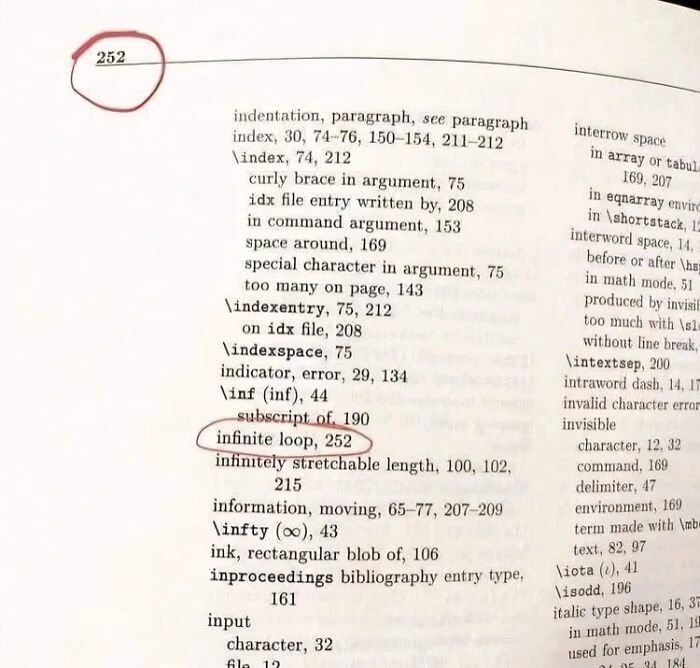 252
indentation, paragraph, see paragraph
index, 30, 74–76, 150–154, 211–212
\index, 74, 212
curly brace in argument, 75
idx file entry written by, 208
in command argument, 153
space around, 169
special character in argument, 75
too many on page, 143
\indexentry, 75, 212
on idx file, 208
\indexspace, 75
indicator, error, 29, 134
\inf (inf), 44
subscript of, 190
infinite loop, 252
infinitely stretchable length, 100, 102,
215
information, moving, 65–77, 207–209
\infty (∞), 43
ink, rectangular blob of, 106
inproceedings bibliography entry type,
161
input
character, 32
file, 12
interrow space
in array or
169, 207
in eqnarray
in \shortstack,
interword space, 14,
before or after
in math mode, 51
produced by
too much with
without line break,
\intextsep, 200
intraword dash, 14,
invalid character error
invisible
character, 12, 32
command, 169
delimiter, 47
environment, 169
term made with
text, 82, 97
\iota (ι), 41
\isodd, 196
italic type shape, 16,
in math mode, 51,
used for emphasis,